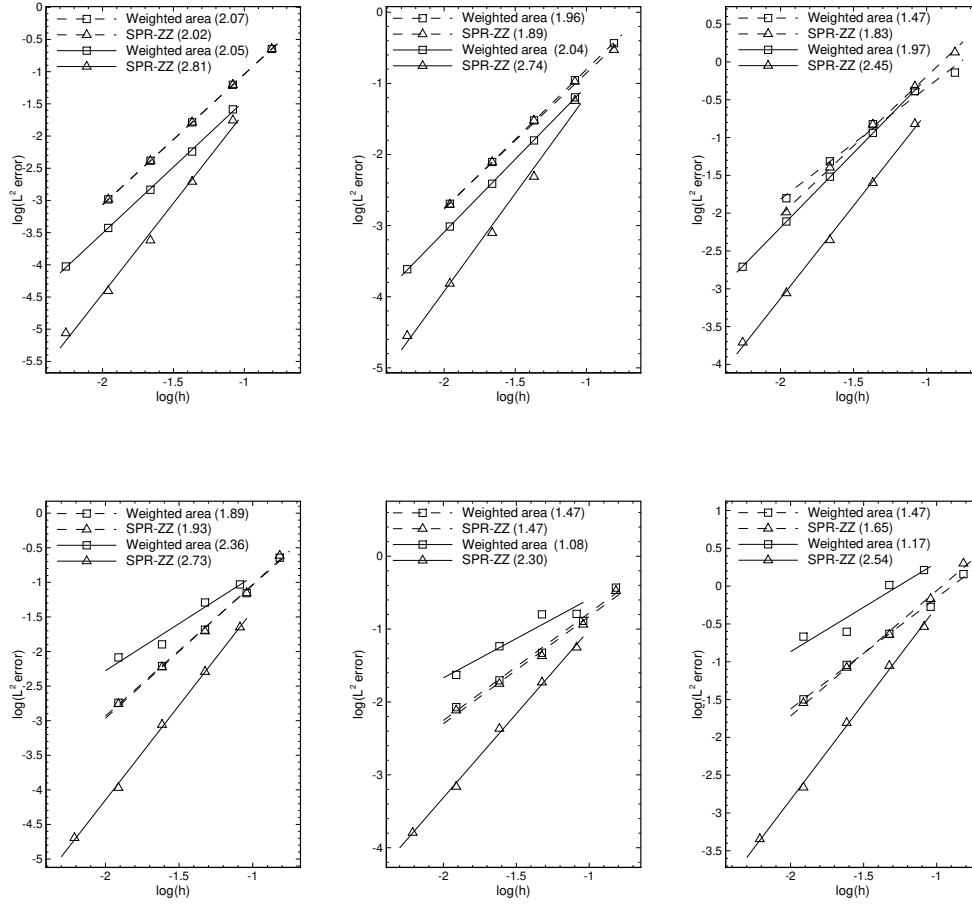 Weighted area (2.07)
SPR-ZZ (2.02)
Weighted area (2.05)
SPR-ZZ (2.81)
0
-0.5
-1
-1.5
-2
-2.5
-3
-3.5
-4
-4.5
-5
-5.5
log(L² error)
-2
-1.5
-1
log(h)
Weighted area (1.96)
SPR-ZZ (1.89)
Weighted area (2.04)
SPR-ZZ (2.74)
0
-1
-2
-3
-4
-5
log(L² error)
-2
-1.5
-1
log(h)
Weighted area (1.47)
SPR-ZZ (1.83)
Weighted area (1.97)
SPR-ZZ (2.45)
0.5
0
-0.5
-1
-1.5
-2
-2.5
-3
-3.5
-4
log(L² error)
-2
-1.5
-1
log(h)
Weighted area (1.89)
SPR-ZZ (1.93)
Weighted area (2.36)
SPR-ZZ (2.73)
0
-0.5
-1
-1.5
-2
-2.5
-3
-3.5
-4
-4.5
-5
log(L² error)
-2
-1.5
-1
log(h)
Weighted area (1.47)
SPR-ZZ (1.47)
Weighted area (1.08)
SPR-ZZ (2.30)
0
-1
-2
-3
-4
log(L² error)
-2
-1.5
-1
log(h)
Weighted area (1.47)
SPR-ZZ (1.65)
Weighted area (1.17)
SPR-ZZ (2.54)
1
0.5
0
-0.5
-1
-1.5
-2
-2.5
-3
-3.5
log(L² error)
-2
-1.5
-1
log(h)